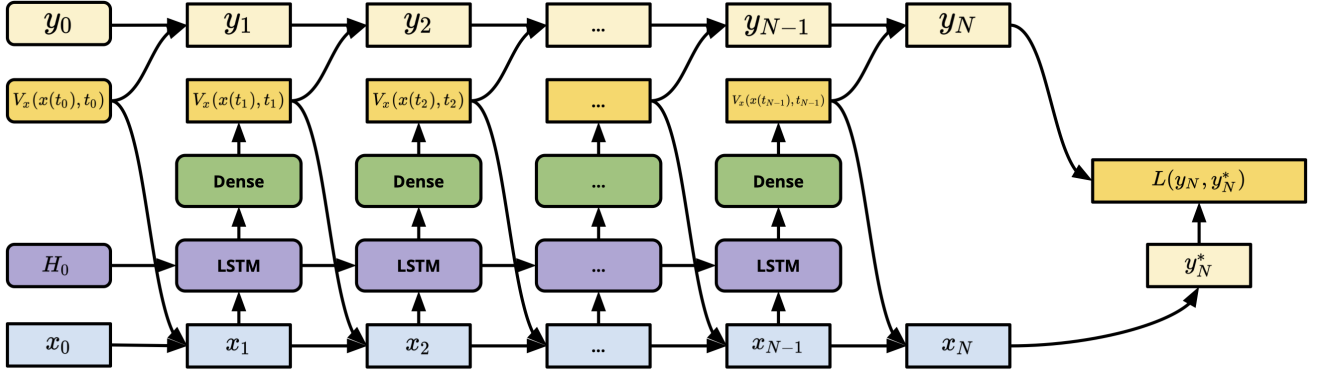 y_0 y_1 y_2 ... y_{N-1} y_N
V_x(x(t_0), t_0) V_x(x(t_1), t_1) V_x(x(t_2), t_2) ... V_x(x(t_{N-1}), t_{N-1})
Dense Dense ... Dense
L(y_N, y_N^*)
H_0 LSTM LSTM ... LSTM
y_N^*
x_0 x_1 x_2 ... x_{N-1} x_N